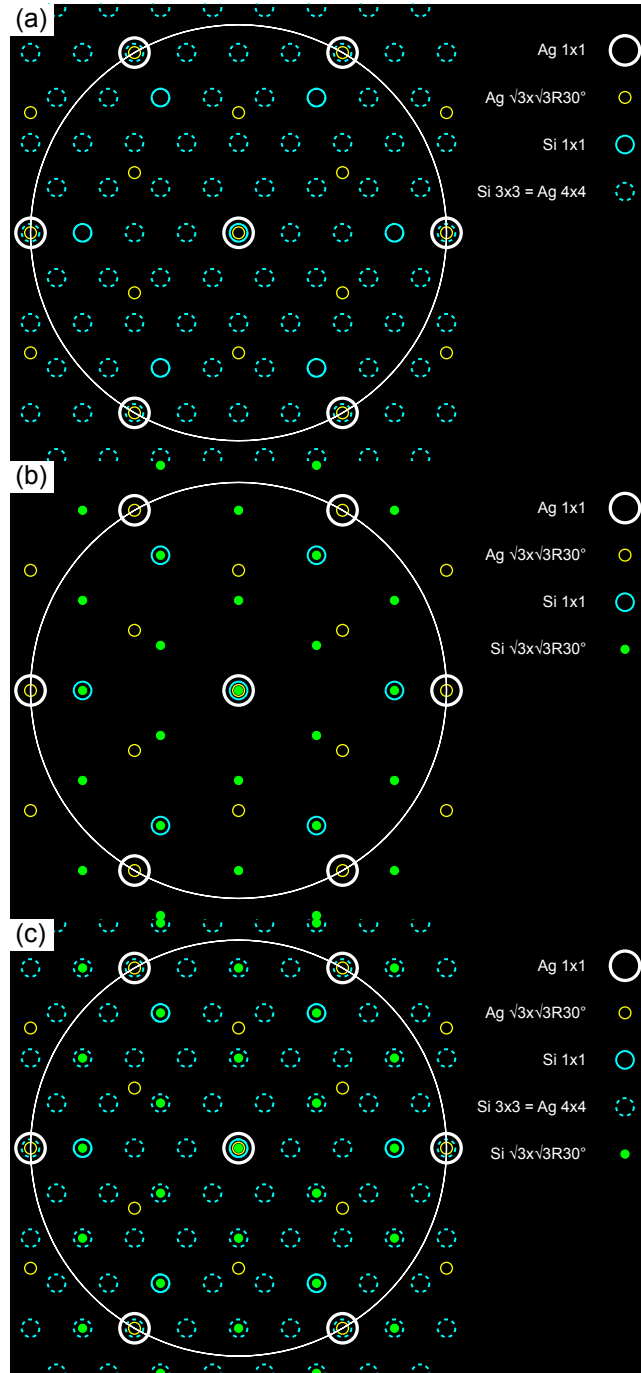 (a)
Ag 1x1
Ag √3x√3R30°
Si 1x1
Si 3x3 = Ag 4x4
(b)
Ag 1x1
Ag √3x√3R30°
Si 1x1
Si √3x√3R30°
(c)
Ag 1x1
Ag √3x√3R30°
Si 1x1
Si 3x3 = Ag 4x4
Si √3x√3R30°